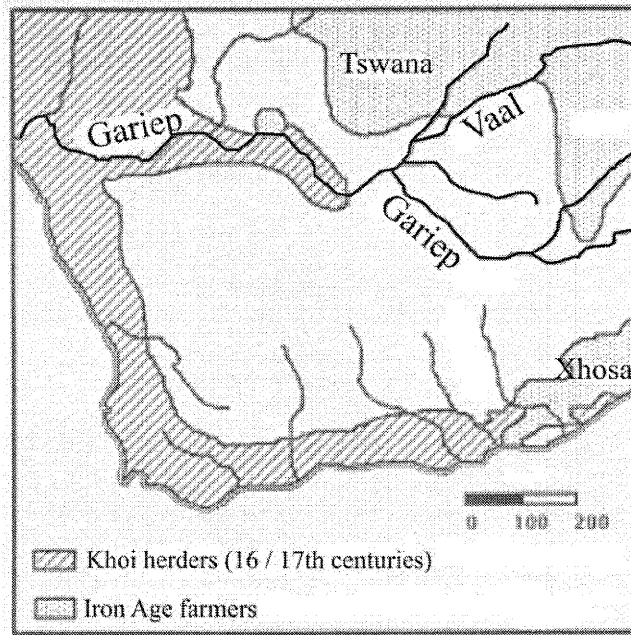 Tswana
Gariep
Vaal
Gariep
Xhosa
0 100 200
Khoi herders (16 / 17th centuries)
Iron Age farmers